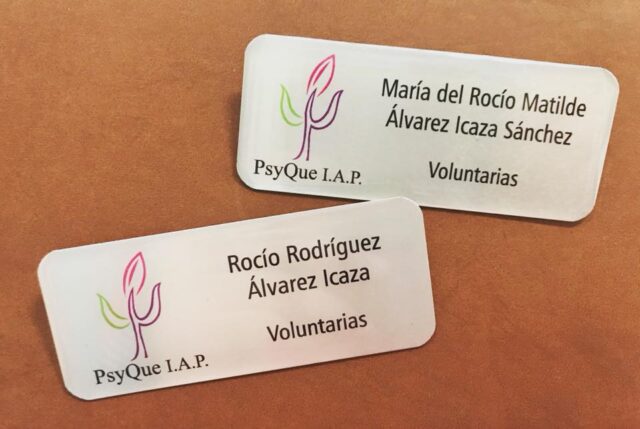 María del Rocío Matilde
Álvarez Icaza Sánchez
Voluntarias
PsyQue I.A.P.
Rocío Rodríguez
Álvarez Icaza
Voluntarias
PsyQue I.A.P.